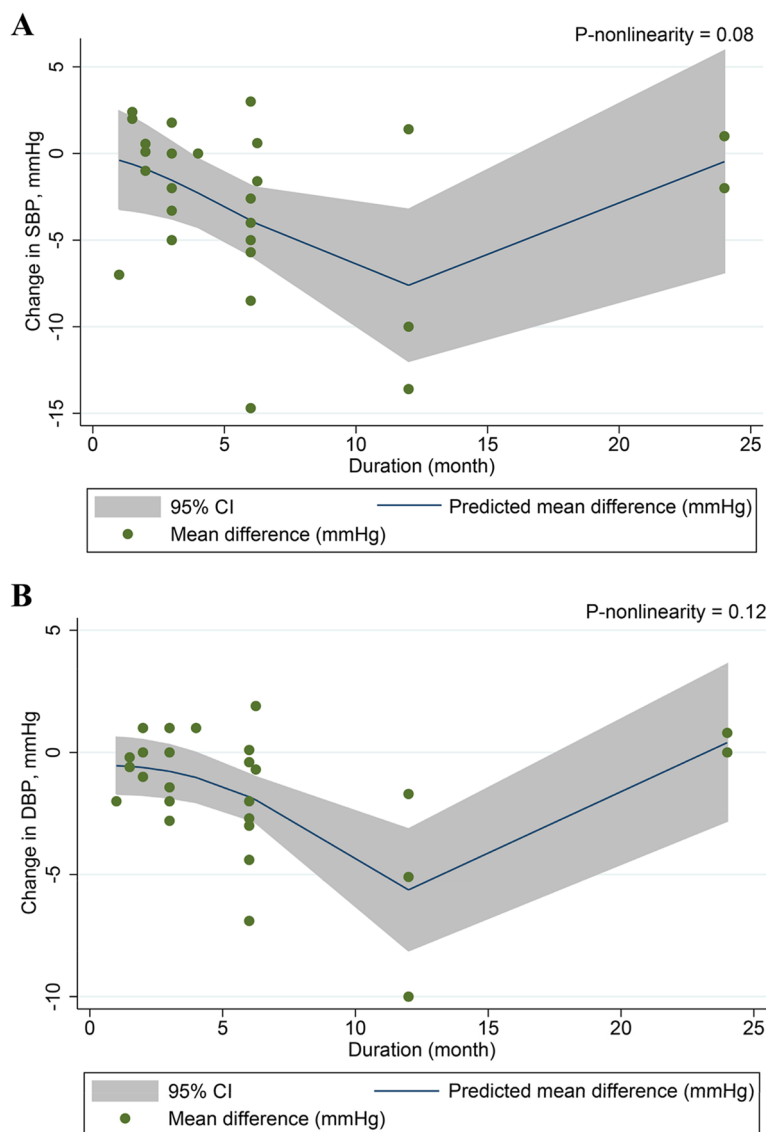 A
P-nonlinearity = 0.08
5
0
-5
-10
-15
Change in SBP, mmHg
0 5 10 15 20 25
Duration (month)
95% CI Predicted mean difference (mmHg)
Mean difference (mmHg)
B
P-nonlinearity = 0.12
5
0
-5
-10
Change in DBP, mmHg
0 5 10 15 20 25
Duration (month)
95% CI Predicted mean difference (mmHg)
Mean difference (mmHg)